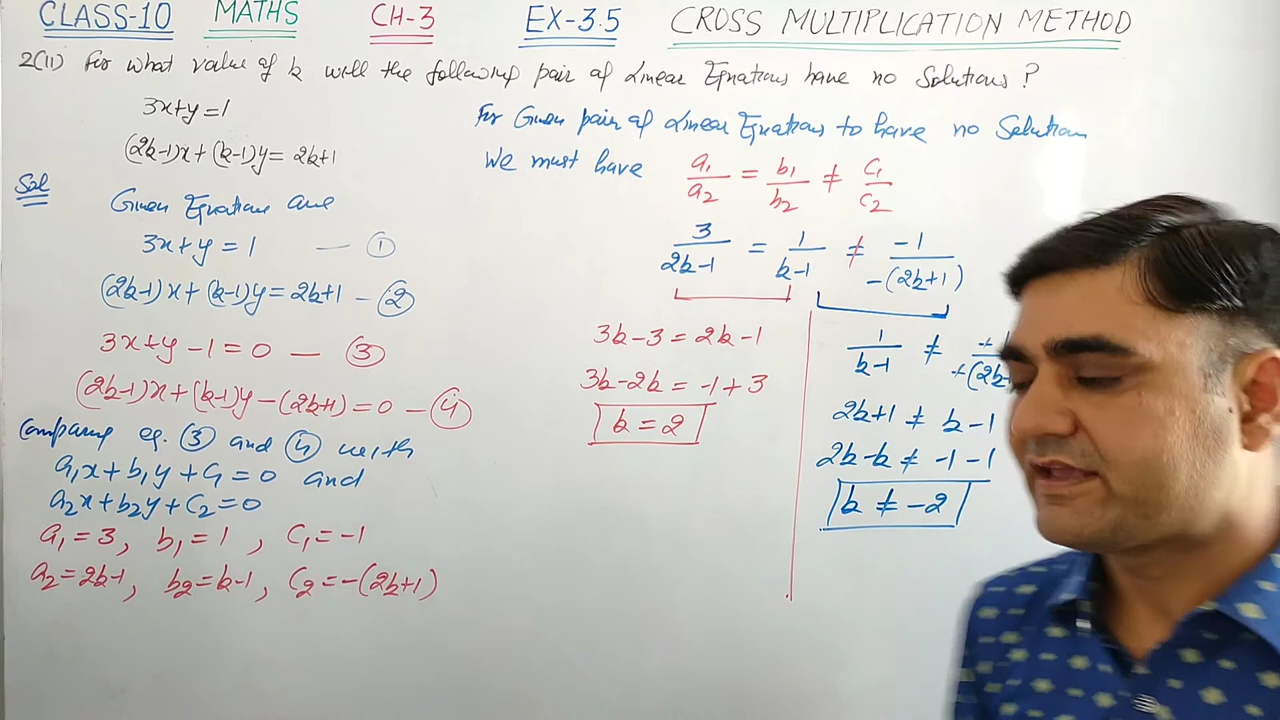 CLASS-10 MATHS CH-3 EX-3.5 CROSS MULTIPLICATION METHOD
2(11) For what value of k will the following pair of Linear Equations have no Solutions?
3x+y=1
(2k-1)x+(k-1)y=2k+1
Sol
Given Equations are
3x+y=1 — ①
(2k-1)x+(k-1)y=2k+1 - ②
3x+y-1=0 — ③
(2k-1)x+(k-1)y-(2k+1)=0 - ④
Comparing eq. ③ and ④ with
a₁x+b₁y+c₁=0 and
a₂x+b₂y+c₂=0
a₁=3, b₁=1, c₁=-1
a₂=2k-1, b₂=k-1, c₂=-(2k+1)
For Given pair of Linear Equations to have no Solution
We must have a₁/a₂ = b₁/b₂ ≠ c₁/c₂
3/(2k-1) = 1/(k-1) ≠ -1/-(2k+1)
3k-3=2k-1
3k-2k=-1+3
k=2
1/(k-1) ≠
2k+1 ≠ k-1
2k-k ≠ -1-1
k ≠ -2